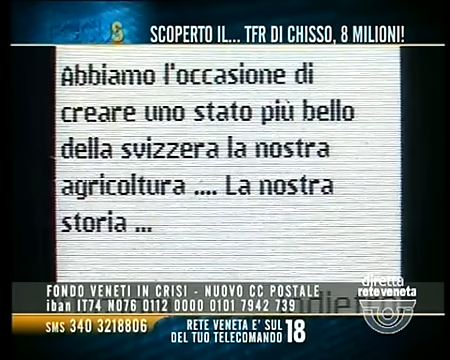 SCOPERTO IL... TFR DI CHISSO, 8 MILIONI!
Abbiamo l'occasione di
creare uno stato più bello
della svizzera la nostra
agricoltura .... La nostra
storia ...
FONDO VENETI IN CRISI - NUOVO CC POSTALE
iban IT74 N076 0112 0000 0101 7942 739
diretta
reteveneta
SMS 340 3218806
RETE VENETA E' SUL
DEL TUO TELECOMANDO 18